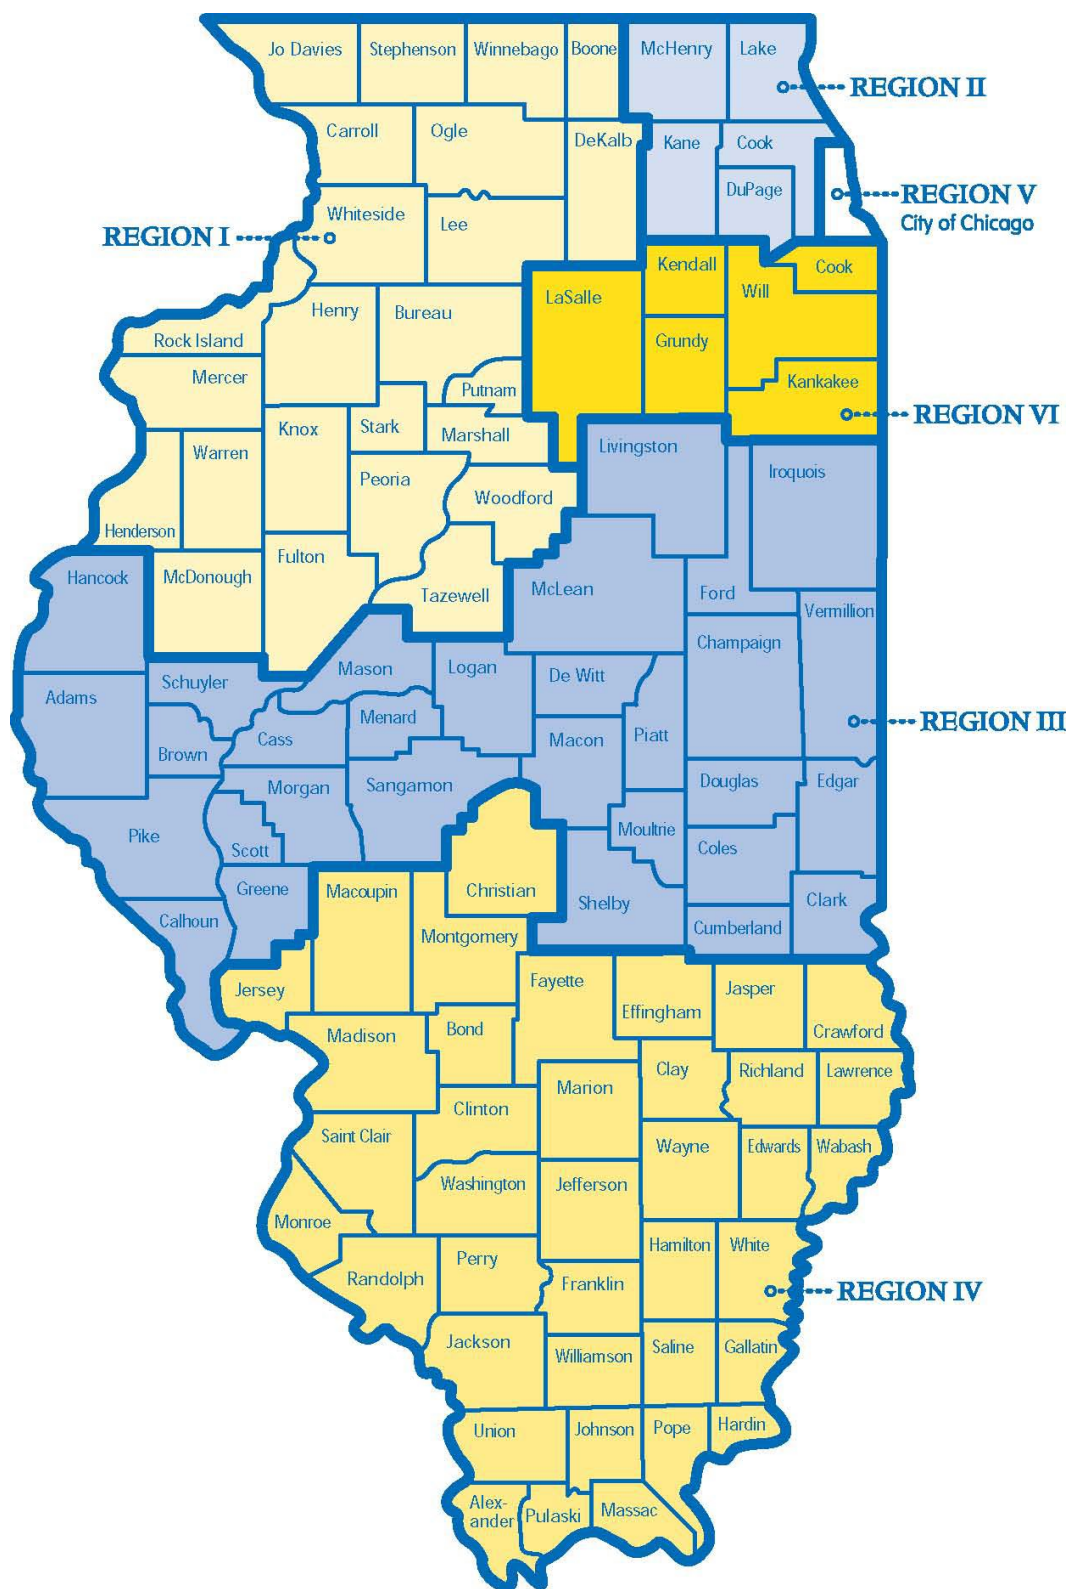 Jo Davies
Stephenson
Winnebago
Boone
McHenry
Lake
REGION II
Carroll
Ogle
DeKalb
Kane
Cook
DuPage
REGION V
City of Chicago
Whiteside
Lee
REGION I
Kendall
Cook
LaSalle
Will
Henry
Bureau
Rock Island
Grundy
Mercer
Putnam
Kankakee
REGION VI
Knox
Stark
Marshall
Livingston
Warren
Iroquois
Peoria
Woodford
Henderson
Fulton
Hancock
McDonough
Tazewell
McLean
Ford
Vermillion
Champaign
Mason
Logan
De Witt
Schuyler
Adams
Menard
REGION III
Brown
Cass
Macon
Piatt
Morgan
Sangamon
Douglas
Edgar
Pike
Scott
Moultrie
Coles
Greene
Macoupin
Christian
Shelby
Clark
Calhoun
Montgomery
Cumberland
Jersey
Fayette
Effingham
Jasper
Crawford
Madison
Bond
Clay
Richland
Lawrence
Marion
Clinton
Saint Clair
Wayne
Edwards
Wabash
Washington
Jefferson
Monroe
Hamilton
White
Perry
Randolph
Franklin
REGION IV
Jackson
Williamson
Saline
Gallatin
Union
Johnson
Pope
Hardin
Alex-
ander
Pulaski
Massac